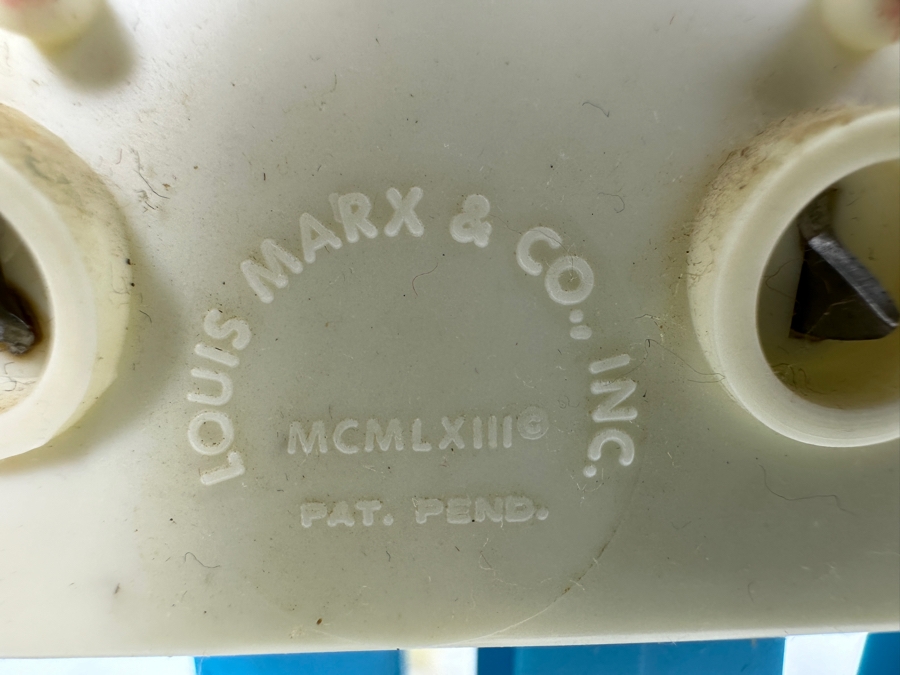 LOUIS MARX & CO., INC.
MCMLXIII©
PAT. PEND.